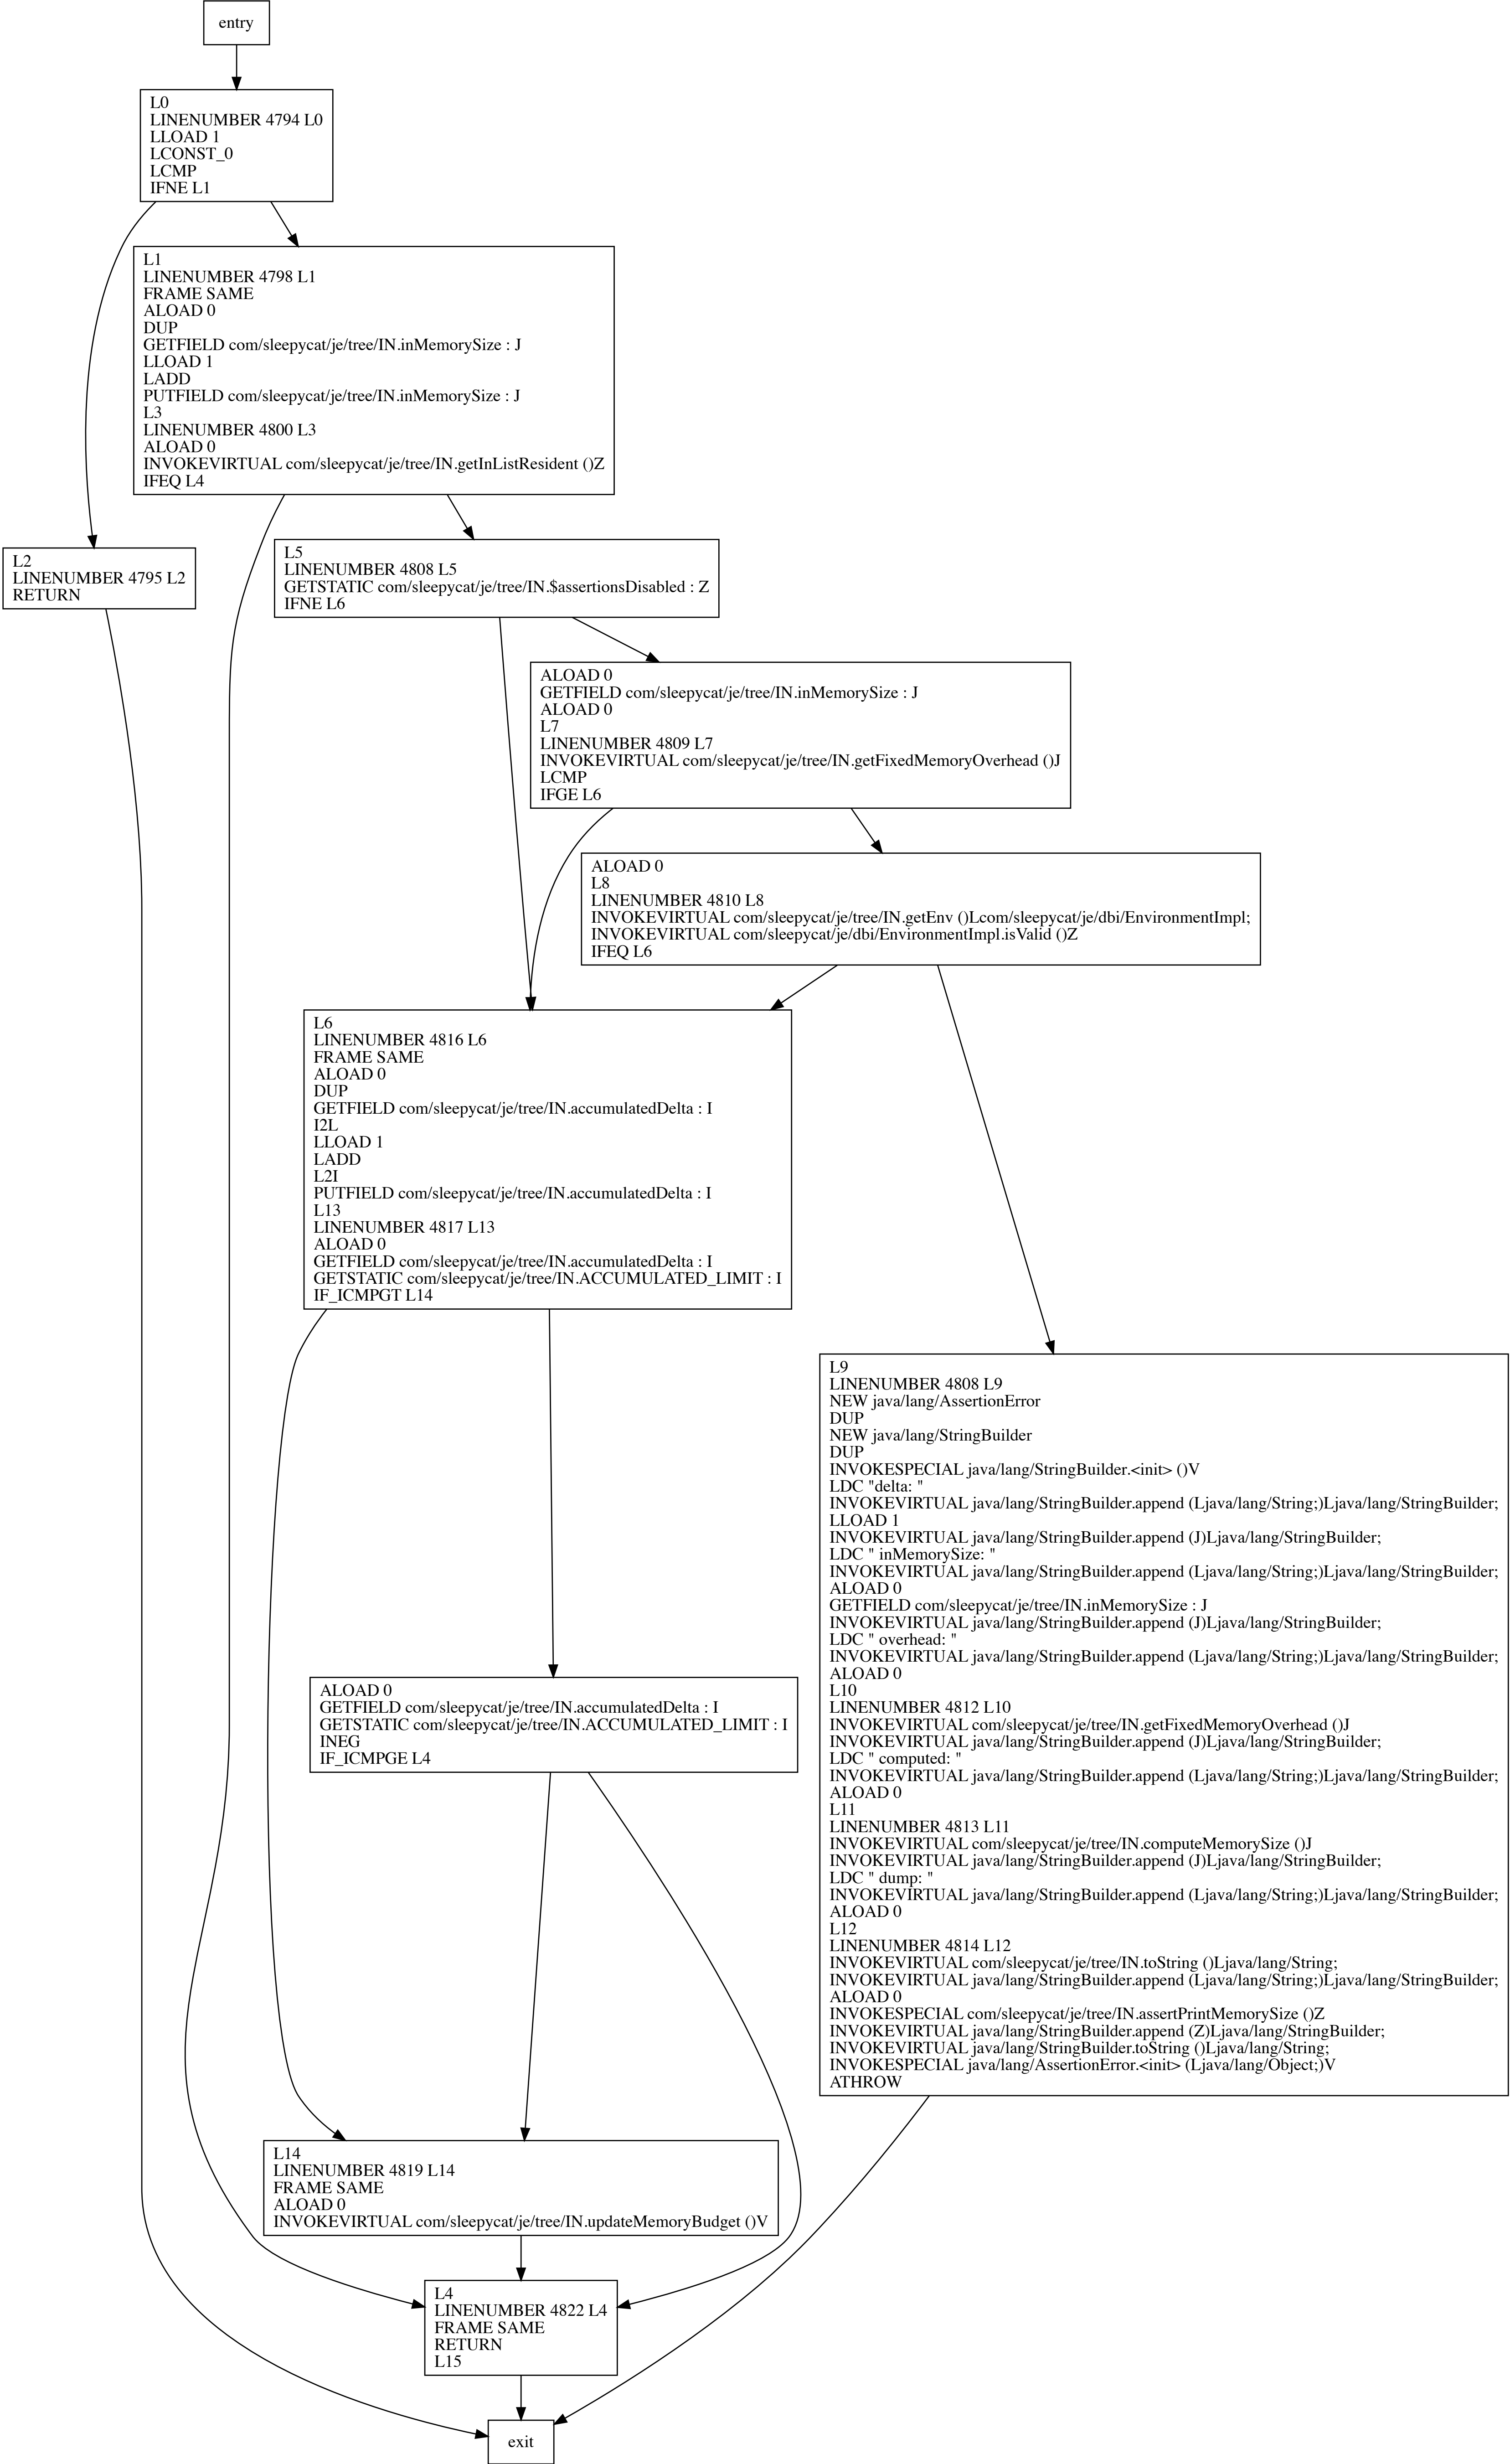 entry
L0
LINENUMBER 4794 L0
LLOAD 1
LCONST_0
LCMP
IFNE L1
L1
LINENUMBER 4798 L1
FRAME SAME
ALOAD 0
DUP
GETFIELD com/sleepycat/je/tree/IN.inMemorySize : J
LLOAD 1
LADD
PUTFIELD com/sleepycat/je/tree/IN.inMemorySize : J
L3
LINENUMBER 4800 L3
ALOAD 0
INVOKEVIRTUAL com/sleepycat/je/tree/IN.getInListResident ()Z
IFEQ L4
L2
LINENUMBER 4795 L2
RETURN
L5
LINENUMBER 4808 L5
GETSTATIC com/sleepycat/je/tree/IN.$assertionsDisabled : Z
IFNE L6
ALOAD 0
GETFIELD com/sleepycat/je/tree/IN.inMemorySize : J
ALOAD 0
L7
LINENUMBER 4809 L7
INVOKEVIRTUAL com/sleepycat/je/tree/IN.getFixedMemoryOverhead ()J
LCMP
IFGE L6
ALOAD 0
L8
LINENUMBER 4810 L8
INVOKEVIRTUAL com/sleepycat/je/tree/IN.getEnv ()Lcom/sleepycat/je/dbi/EnvironmentImpl;
INVOKEVIRTUAL com/sleepycat/je/dbi/EnvironmentImpl.isValid ()Z
IFEQ L6
L6
LINENUMBER 4816 L6
FRAME SAME
ALOAD 0
DUP
GETFIELD com/sleepycat/je/tree/IN.accumulatedDelta : I
I2L
LLOAD 1
LADD
L2I
PUTFIELD com/sleepycat/je/tree/IN.accumulatedDelta : I
L13
LINENUMBER 4817 L13
ALOAD 0
GETFIELD com/sleepycat/je/tree/IN.accumulatedDelta : I
GETSTATIC com/sleepycat/je/tree/IN.ACCUMULATED_LIMIT : I
IF_ICMPGT L14
L9
LINENUMBER 4808 L9
NEW java/lang/AssertionError
DUP
NEW java/lang/StringBuilder
DUP
INVOKESPECIAL java/lang/StringBuilder.<init> ()V
LDC "delta: "
INVOKEVIRTUAL java/lang/StringBuilder.append (Ljava/lang/String;)Ljava/lang/StringBuilder;
LLOAD 1
INVOKEVIRTUAL java/lang/StringBuilder.append (J)Ljava/lang/StringBuilder;
LDC " inMemorySize: "
INVOKEVIRTUAL java/lang/StringBuilder.append (Ljava/lang/String;)Ljava/lang/StringBuilder;
ALOAD 0
GETFIELD com/sleepycat/je/tree/IN.inMemorySize : J
INVOKEVIRTUAL java/lang/StringBuilder.append (J)Ljava/lang/StringBuilder;
LDC " overhead: "
INVOKEVIRTUAL java/lang/StringBuilder.append (Ljava/lang/String;)Ljava/lang/StringBuilder;
ALOAD 0
L10
LINENUMBER 4812 L10
INVOKEVIRTUAL com/sleepycat/je/tree/IN.getFixedMemoryOverhead ()J
INVOKEVIRTUAL java/lang/StringBuilder.append (J)Ljava/lang/StringBuilder;
LDC " computed: "
INVOKEVIRTUAL java/lang/StringBuilder.append (Ljava/lang/String;)Ljava/lang/StringBuilder;
ALOAD 0
L11
LINENUMBER 4813 L11
INVOKEVIRTUAL com/sleepycat/je/tree/IN.computeMemorySize ()J
INVOKEVIRTUAL java/lang/StringBuilder.append (J)Ljava/lang/StringBuilder;
LDC " dump: "
INVOKEVIRTUAL java/lang/StringBuilder.append (Ljava/lang/String;)Ljava/lang/StringBuilder;
ALOAD 0
L12
LINENUMBER 4814 L12
INVOKEVIRTUAL com/sleepycat/je/tree/IN.toString ()Ljava/lang/String;
INVOKEVIRTUAL java/lang/StringBuilder.append (Ljava/lang/String;)Ljava/lang/StringBuilder;
ALOAD 0
INVOKESPECIAL com/sleepycat/je/tree/IN.assertPrintMemorySize ()Z
INVOKEVIRTUAL java/lang/StringBuilder.append (Z)Ljava/lang/StringBuilder;
INVOKEVIRTUAL java/lang/StringBuilder.toString ()Ljava/lang/String;
INVOKESPECIAL java/lang/AssertionError.<init> (Ljava/lang/Object;)V
ATHROW
ALOAD 0
GETFIELD com/sleepycat/je/tree/IN.accumulatedDelta : I
GETSTATIC com/sleepycat/je/tree/IN.ACCUMULATED_LIMIT : I
INEG
IF_ICMPGE L4
L14
LINENUMBER 4819 L14
FRAME SAME
ALOAD 0
INVOKEVIRTUAL com/sleepycat/je/tree/IN.updateMemoryBudget ()V
L4
LINENUMBER 4822 L4
FRAME SAME
RETURN
L15
exit